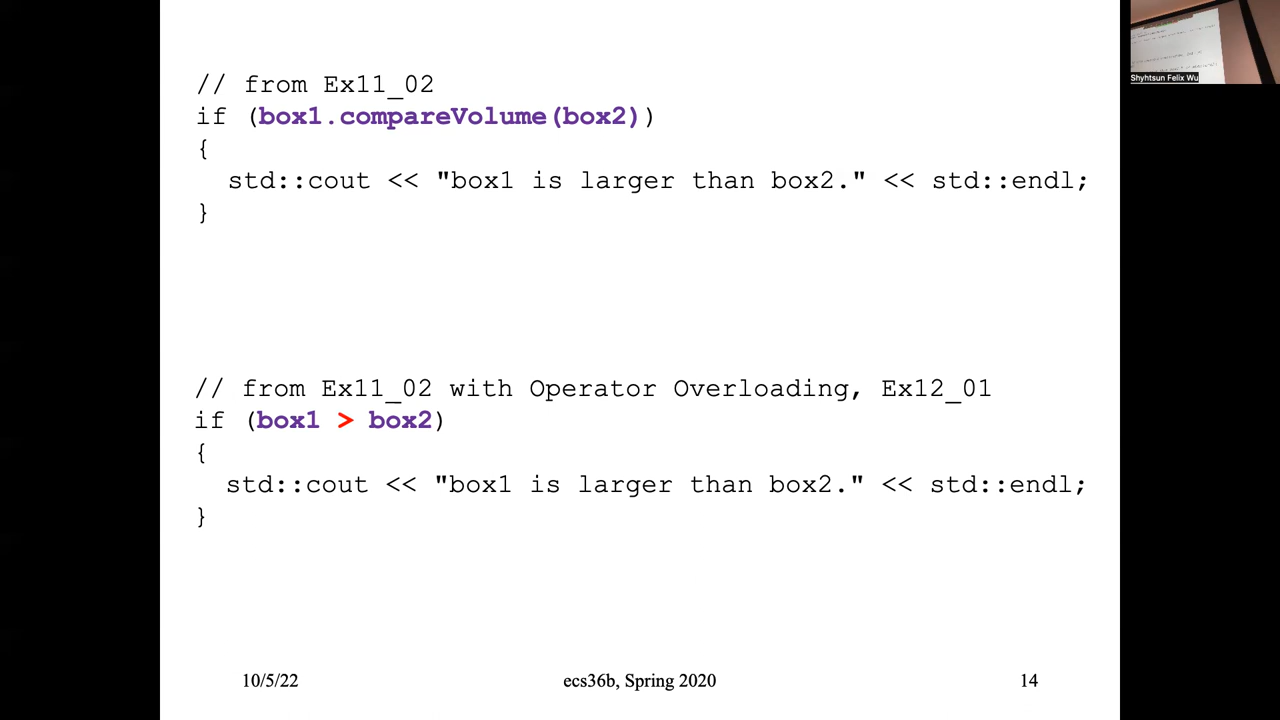 // from Ex11_02
if (box1.compareVolume(box2))
{
  std::cout << "box1 is larger than box2." << std::endl;
}
// from Ex11_02 with Operator Overloading, Ex12_01
if (box1 > box2)
{
  std::cout << "box1 is larger than box2." << std::endl;
}
10/5/22
ecs36b, Spring 2020
14
Shyhtsun Felix Wu